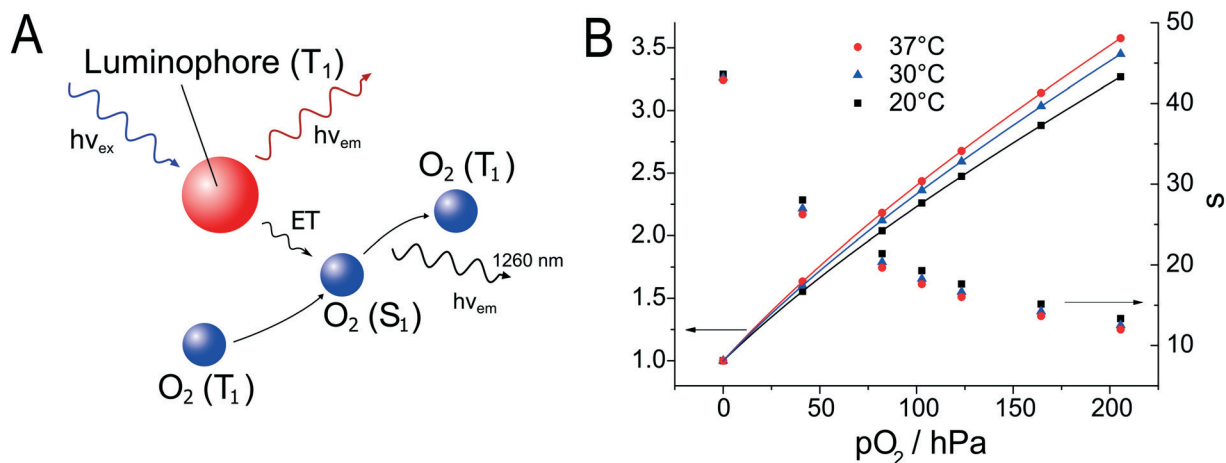 A
Luminophore (T₁)
hνₑₓ
hνₑₘ
O₂ (T₁)
ET
1260 nm
hνₑₘ
O₂ (S₁)
O₂ (T₁)
B
37°C
30°C
20°C
3.5
3.0
2.5
2.0
1.5
1.0
50
40
30
20
10
s
0
50
100
150
200
pO₂ / hPa